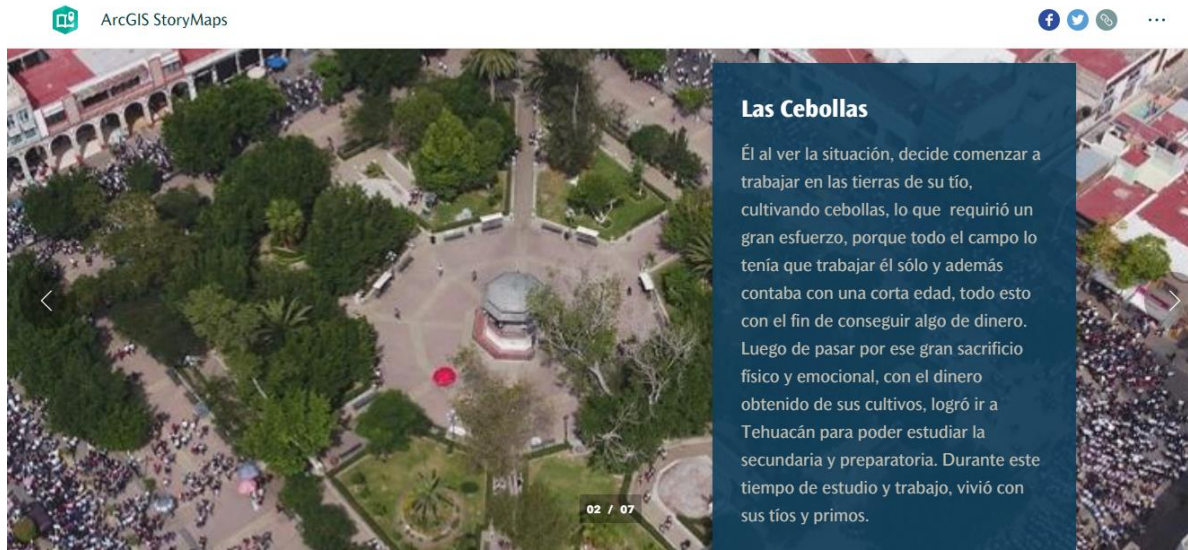 ArcGIS StoryMaps
Las Cebollas
Él al ver la situación, decide comenzar a
trabajar en las tierras de su tío,
cultivando cebollas, lo que  requirió un
gran esfuerzo, porque todo el campo lo
tenía que trabajar él sólo y además
contaba con una corta edad, todo esto
con el fin de conseguir algo de dinero.
Luego de pasar por ese gran sacrificio
físico y emocional, con el dinero
obtenido de sus cultivos, logró ir a
Tehuacán para poder estudiar la
secundaria y preparatoria. Durante este
tiempo de estudio y trabajo, vivió con
sus tíos y primos.
02 / 07